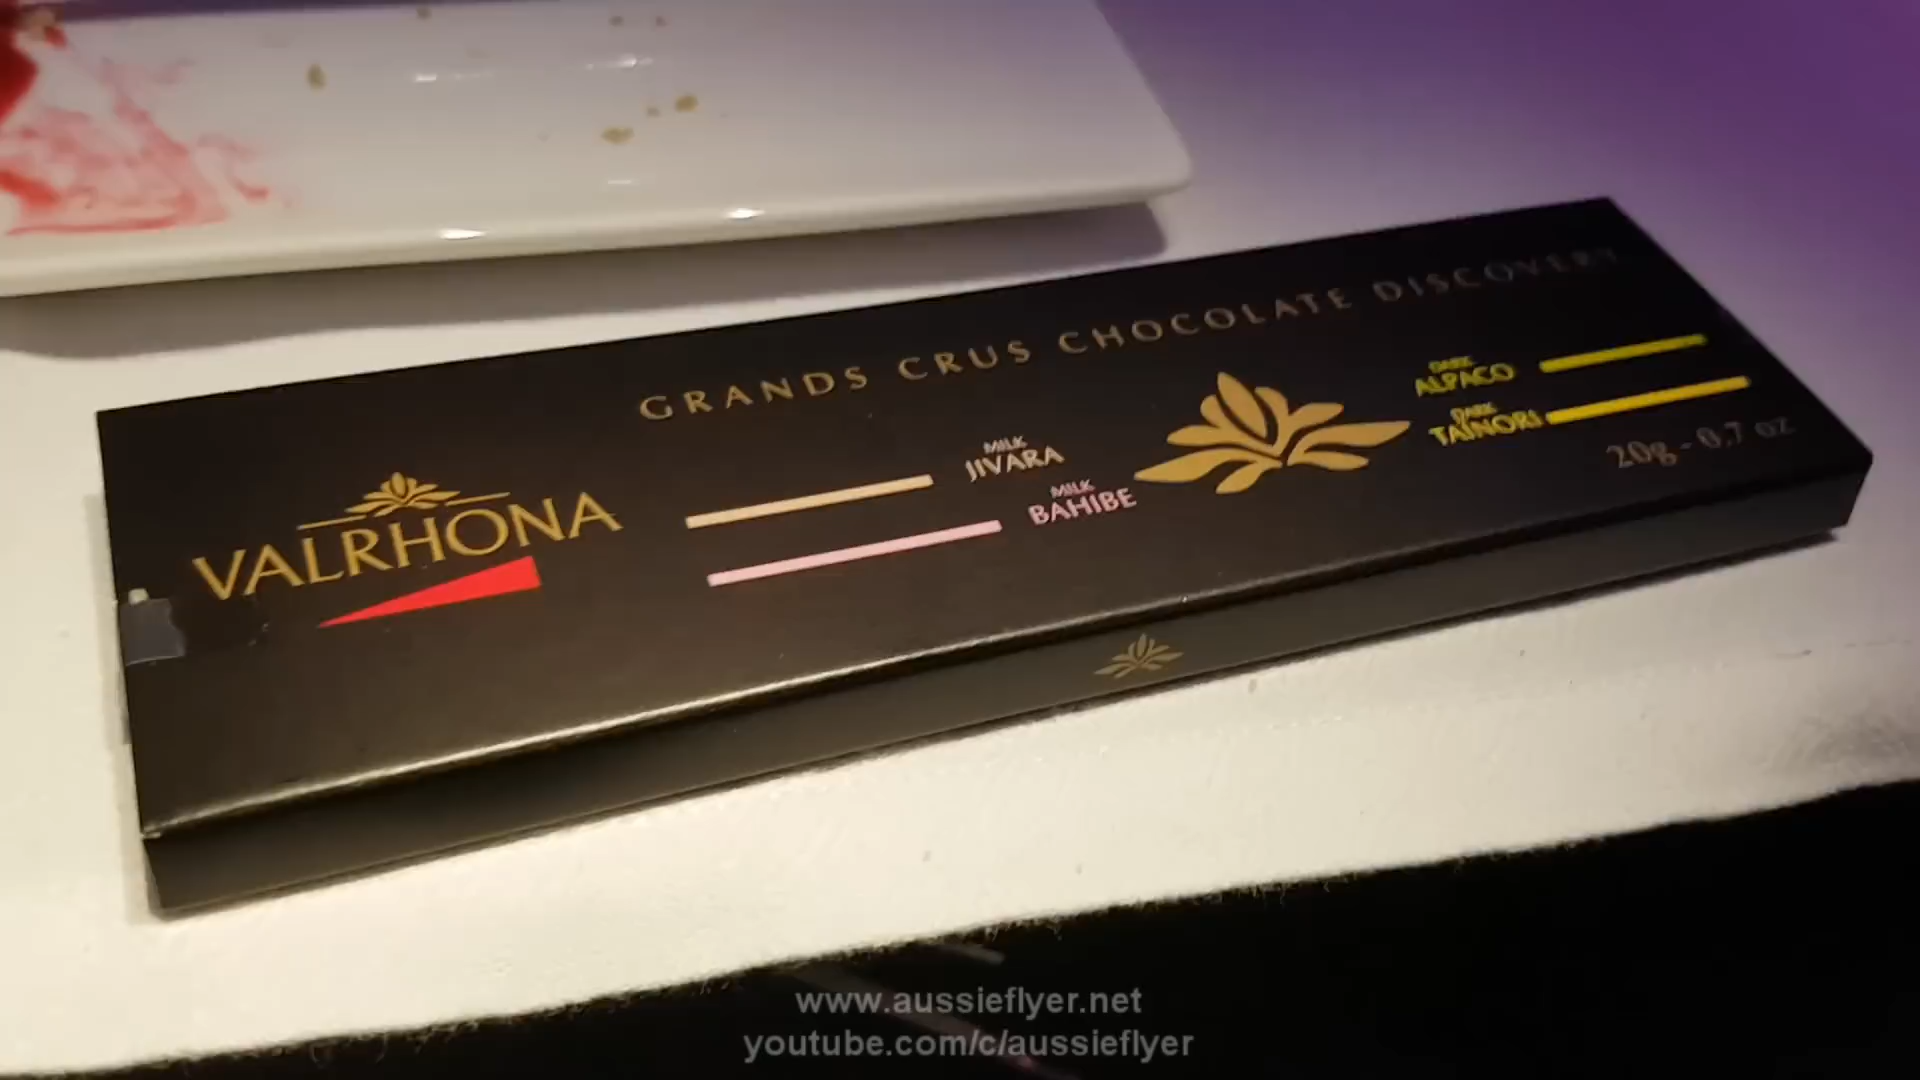 GRANDS CRUS CHOCOLATE DISCOVERY
VALRHONA
MILK
JIVARA
MILK
BAHIBE
DARK
ALPACO
DARK
TAINORI
20g - 0,7 oz
www.aussieflyer.net
youtube.com/c/aussieflyer